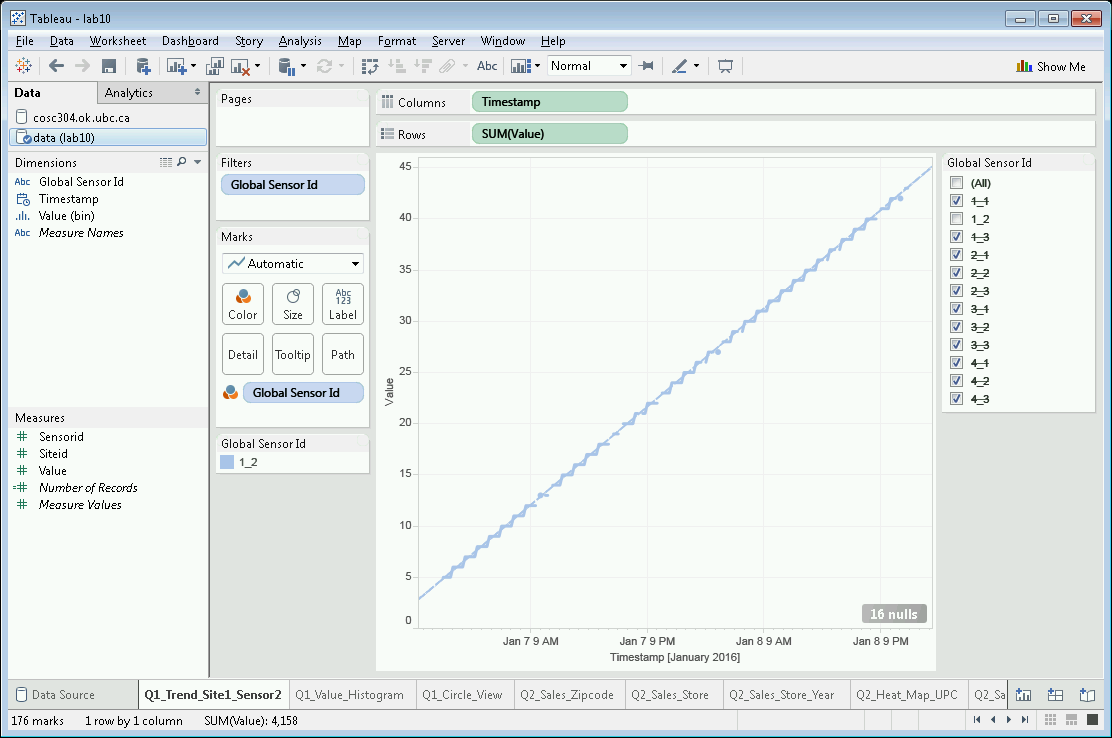 Tableau - lab10
File Data Worksheet Dashboard Story Analysis Map Format Server Window Help
Abc Normal Show Me
Data Analytics
cosc304.ok.ubc.ca
data (lab10)
Dimensions
Abc Global Sensor Id
Timestamp
Value (bin)
Abc Measure Names
Measures
Sensorid
Siteid
Value
Number of Records
Measure Values
Pages
Filters
Global Sensor Id
Marks
Automatic
Color Size Abc 123 Label
Detail Tooltip Path
Global Sensor Id
Global Sensor Id
1_2
Columns Timestamp
Rows SUM(Value)
45
40
35
30
25
20
15
10
5
0
Value
16 nulls
Jan 7 9 AM Jan 7 9 PM Jan 8 9 AM Jan 8 9 PM
Timestamp [January 2016]
Global Sensor Id
(All)
1_1
1_2
1_3
2_1
2_2
2_3
3_1
3_2
3_3
4_1
4_2
4_3
Data Source Q1_Trend_Site1_Sensor2 Q1_Value_Histogram Q1_Circle_View Q2_Sales_Zipcode Q2_Sales_Store Q2_Sales_Store_Year Q2_Heat_Map_UPC Q2_Sa
176 marks 1 row by 1 column SUM(Value): 4,158